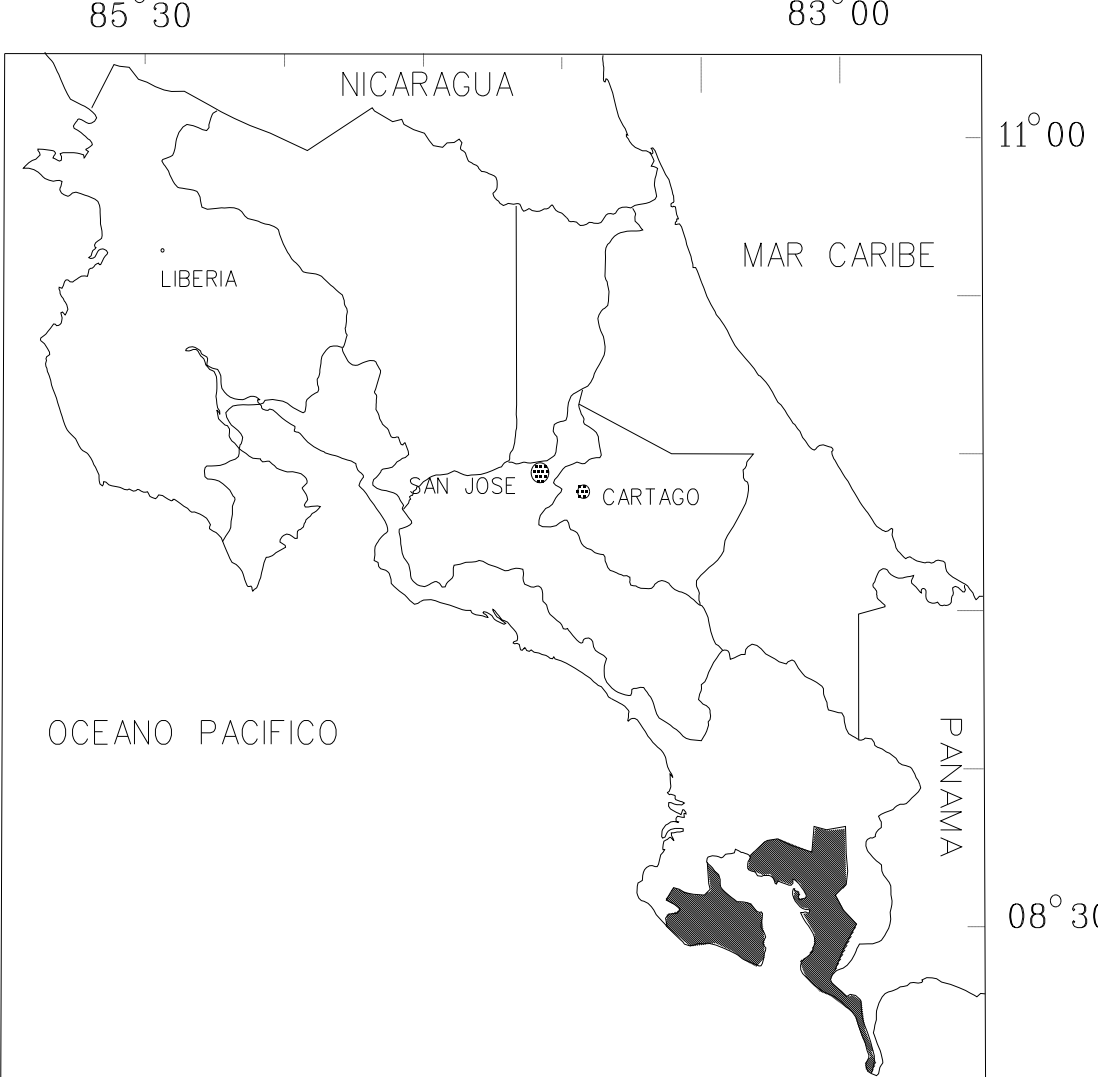 85°30
83°00
NICARAGUA
11°00
MAR CARIBE
LIBERIA
SAN JOSE
CARTAGO
OCEANO PACIFICO
PANAMA
08°30